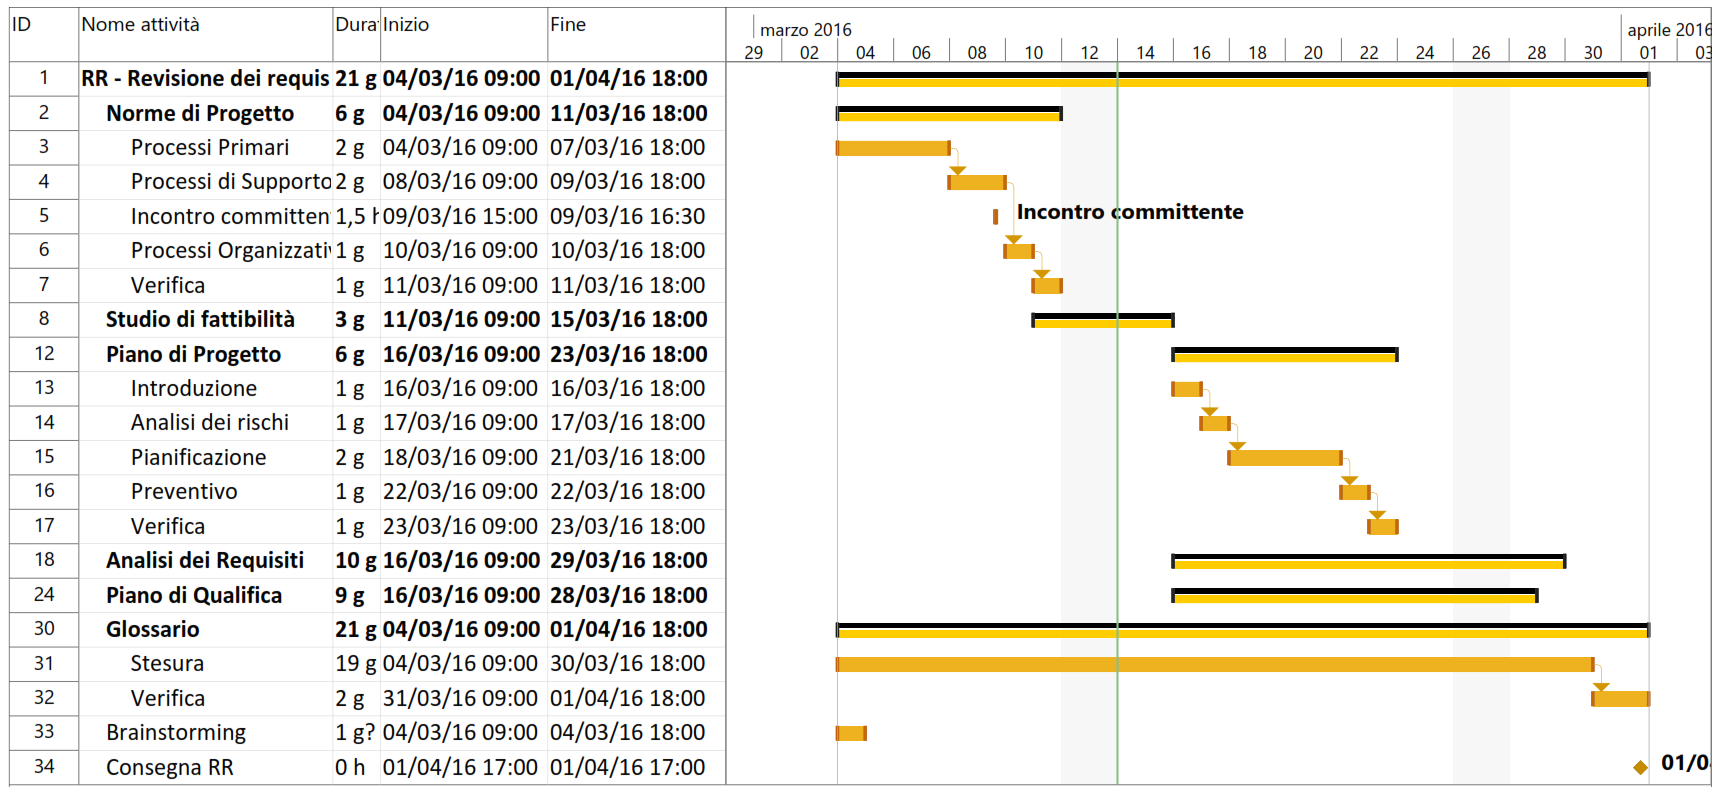 ID Nome attività Durat Inizio Fine marzo 2016 aprile 2016
29 02 04 06 08 10 12 14 16 18 20 22 24 26 28 30 01 03
1 RR - Revisione dei requis 21 g 04/03/16 09:00 01/04/16 18:00
2 Norme di Progetto 6 g 04/03/16 09:00 11/03/16 18:00
3 Processi Primari 2 g 04/03/16 09:00 07/03/16 18:00
4 Processi di Supporto 2 g 08/03/16 09:00 09/03/16 18:00
5 Incontro committen 1,5 h 09/03/16 15:00 09/03/16 16:30 Incontro committente
6 Processi Organizzativ 1 g 10/03/16 09:00 10/03/16 18:00
7 Verifica 1 g 11/03/16 09:00 11/03/16 18:00
8 Studio di fattibilità 3 g 11/03/16 09:00 15/03/16 18:00
12 Piano di Progetto 6 g 16/03/16 09:00 23/03/16 18:00
13 Introduzione 1 g 16/03/16 09:00 16/03/16 18:00
14 Analisi dei rischi 1 g 17/03/16 09:00 17/03/16 18:00
15 Pianificazione 2 g 18/03/16 09:00 21/03/16 18:00
16 Preventivo 1 g 22/03/16 09:00 22/03/16 18:00
17 Verifica 1 g 23/03/16 09:00 23/03/16 18:00
18 Analisi dei Requisiti 10 g 16/03/16 09:00 29/03/16 18:00
24 Piano di Qualifica 9 g 16/03/16 09:00 28/03/16 18:00
30 Glossario 21 g 04/03/16 09:00 01/04/16 18:00
31 Stesura 19 g 04/03/16 09:00 30/03/16 18:00
32 Verifica 2 g 31/03/16 09:00 01/04/16 18:00
33 Brainstorming 1 g? 04/03/16 09:00 04/03/16 18:00
34 Consegna RR 0 h 01/04/16 17:00 01/04/16 17:00 01/0